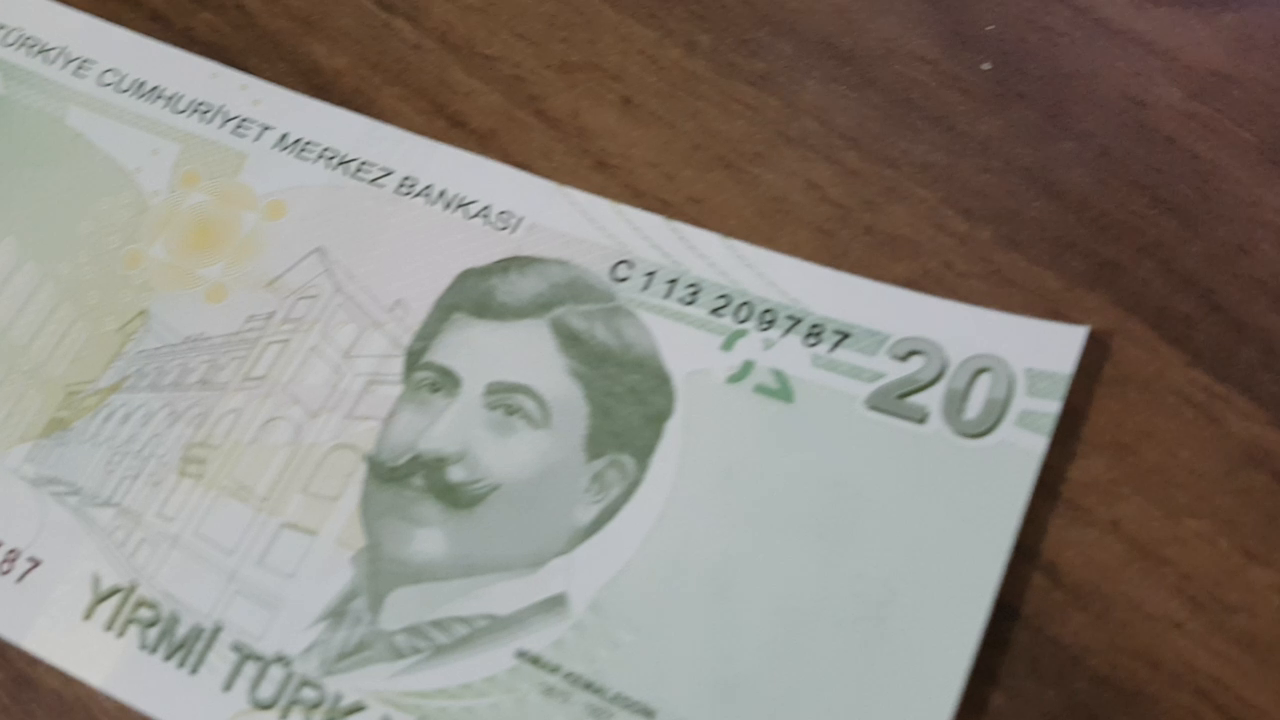 TÜRKİYE CUMHURİYET MERKEZ BANKASI
C113 209787
20
87
YİRMİ TÜRK